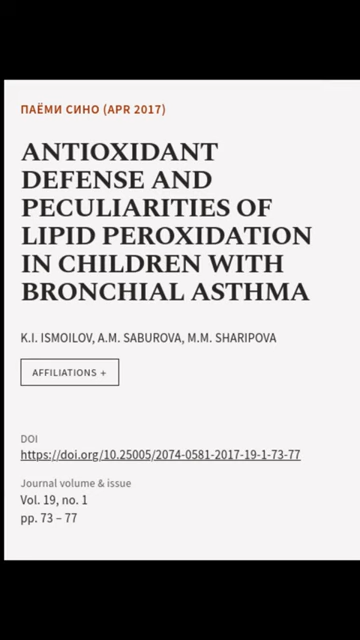 ПАЁМИ СИНО (APR 2017)
ANTIOXIDANT
DEFENSE AND
PECULIARITIES OF
LIPID PEROXIDATION
IN CHILDREN WITH
BRONCHIAL ASTHMA
K.I. ISMOILOV, A.M. SABUROVA, M.M. SHARIPOVA
AFFILIATIONS +
DOI
https://doi.org/10.25005/2074-0581-2017-19-1-73-77
Journal volume & issue
Vol. 19, no. 1
pp. 73 – 77